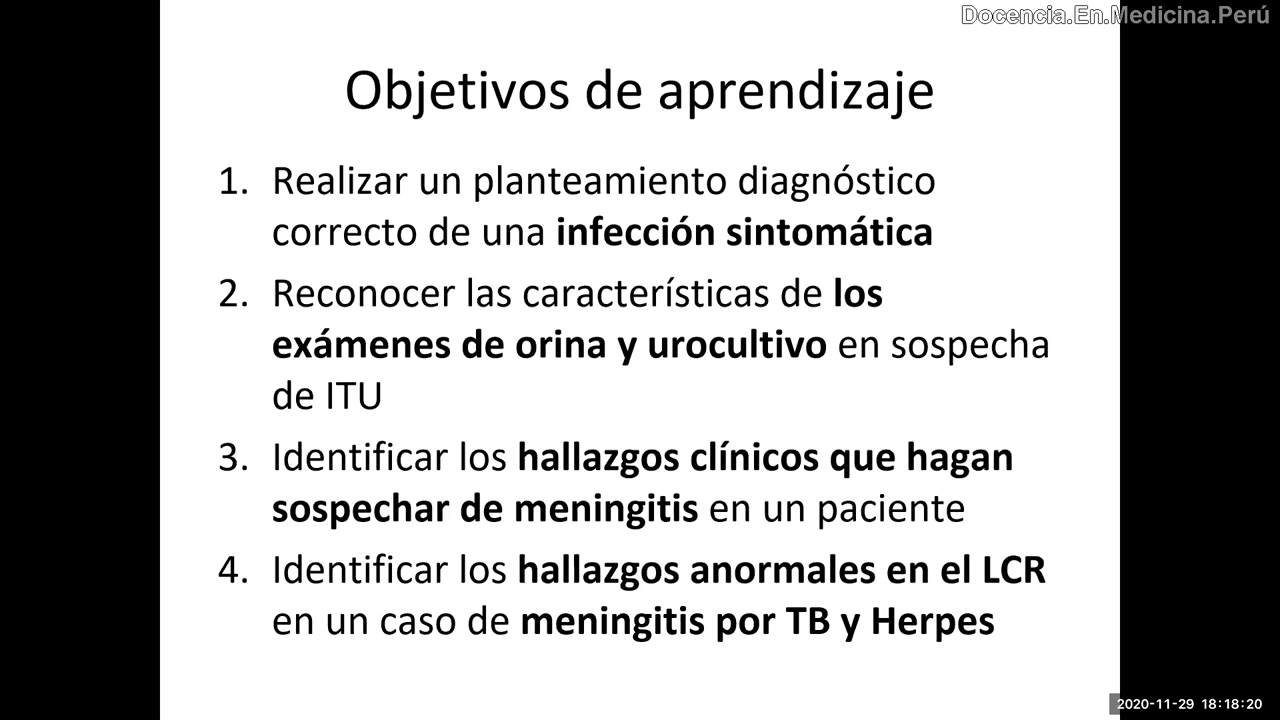 Docencia.En.Medicina.Perú
Objetivos de aprendizaje
1. Realizar un planteamiento diagnóstico
correcto de una infección sintomática
2. Reconocer las características de los
exámenes de orina y urocultivo en sospecha
de ITU
3. Identificar los hallazgos clínicos que hagan
sospechar de meningitis en un paciente
4. Identificar los hallazgos anormales en el LCR
en un caso de meningitis por TB y Herpes
2020-11-29 18:18:20